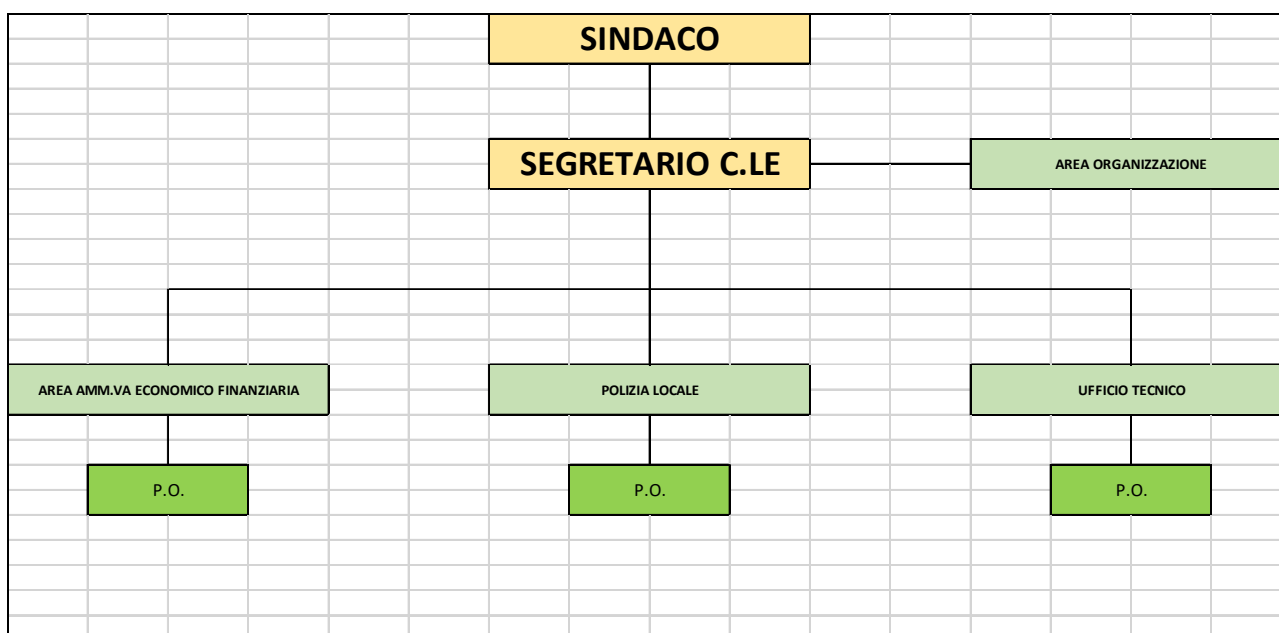 SINDACO
SEGRETARIO C.LE
AREA ORGANIZZAZIONE
AREA AMM.VA ECONOMICO FINANZIARIA
POLIZIA LOCALE
UFFICIO TECNICO
P.O.
P.O.
P.O.